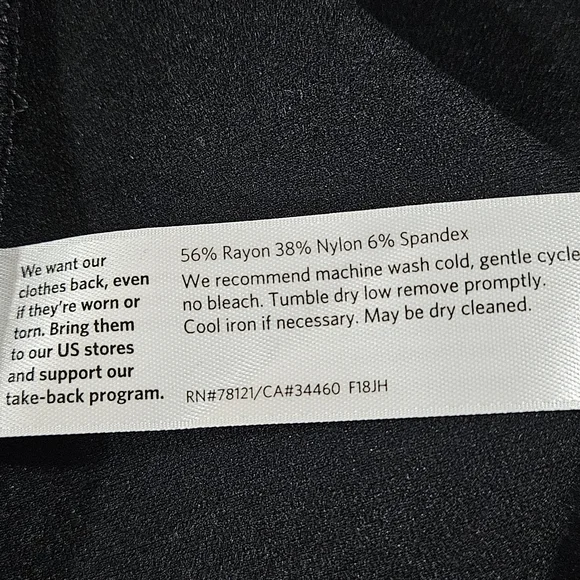 We want our
clothes back, even
if they're worn or
torn. Bring them
to our US stores
and support our
take-back program.
56% Rayon 38% Nylon 6% Spandex
We recommend machine wash cold, gentle cycle
no bleach. Tumble dry low remove promptly.
Cool iron if necessary. May be dry cleaned.
RN#78121/CA#34460 F18JH